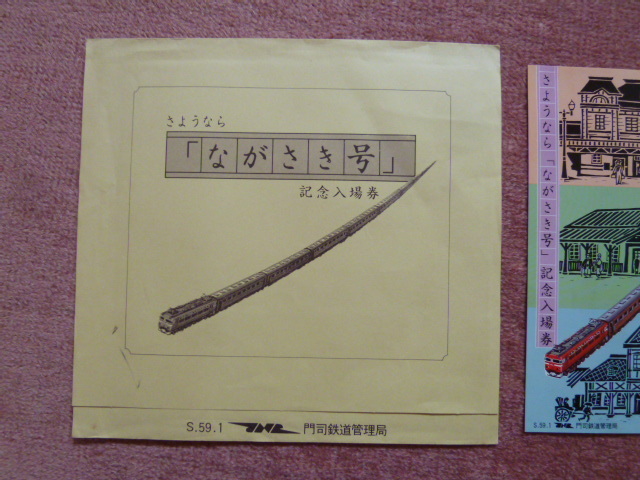 さようなら
「ながさき号」
記念入場券
S.59.1 JNR 門司鉄道管理局
さようなら「ながさき号」記念入場券
S.59.1 JNR 門司鉄道管理局